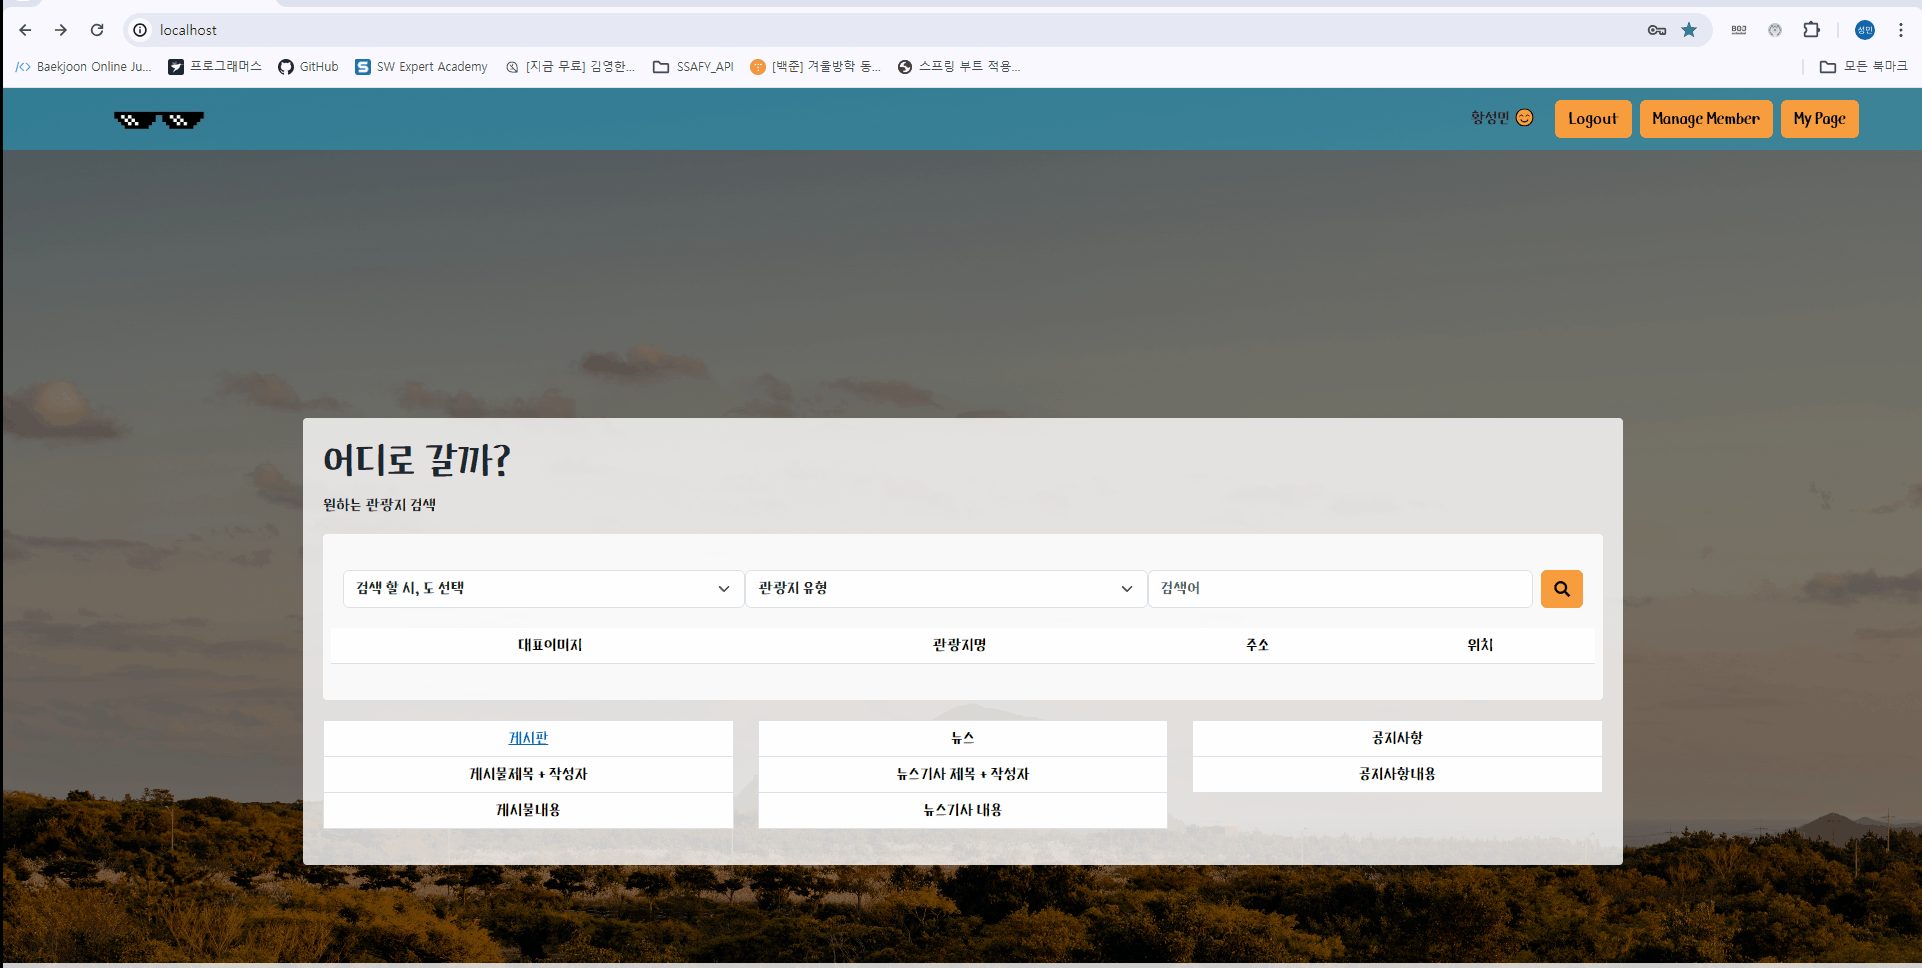 localhost
BOJ
성민
Baekjoon Online Ju...
프로그래머스
GitHub
S SW Expert Academy
[지금 무료] 김영한...
SSAFY_API
[백준] 겨울방학 동...
스프링 부트 적용...
모든 북마크
황성민 😊
Logout
Manage Member
My Page
어디로 갈까?
원하는 관광지 검색
검색 할 시, 도 선택
관광지 유형
검색어
대표이미지 관광지명 주소 위치
게시판
게시물제목 + 작성자
게시물내용
뉴스
뉴스기사 제목 + 작성자
뉴스기사 내용
공지사항
공지사항내용